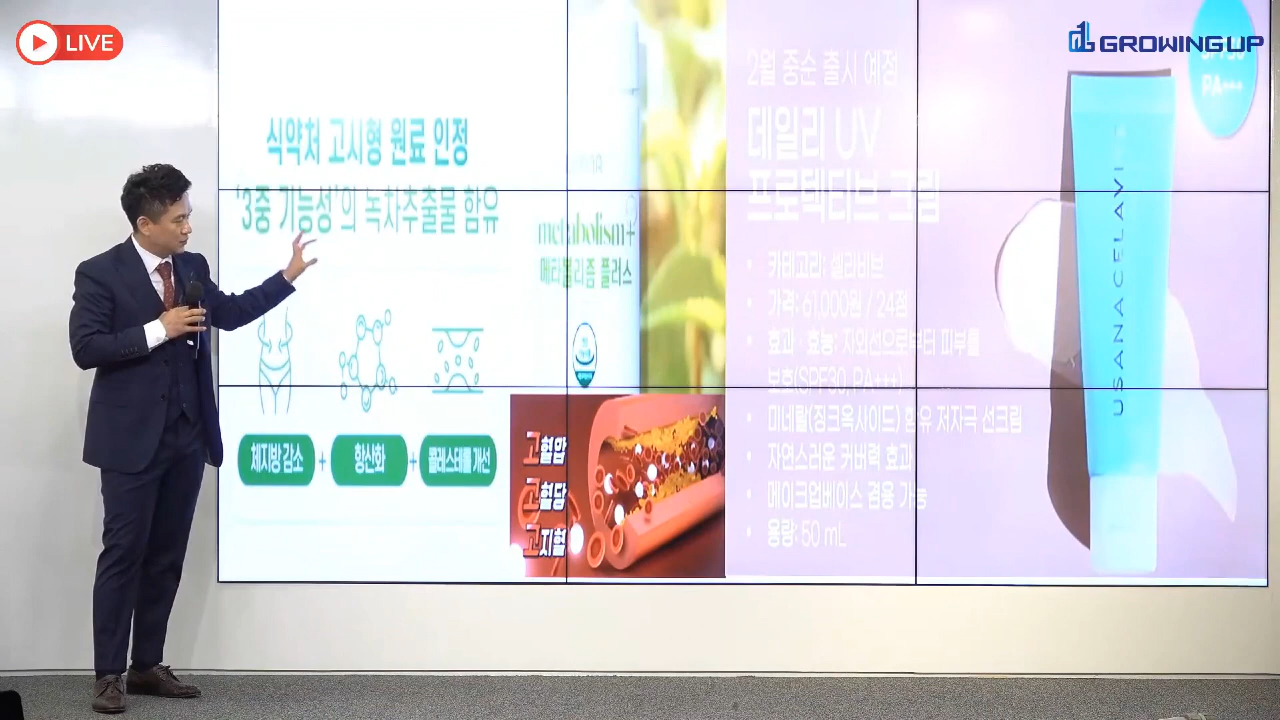 LIVE
GROWING UP
식약처 고시형 원료 인정
'3중 기능성'의 녹차추출물 함유
metabolism+
메타볼리즘 플러스
체지방 감소 + 항산화 + 콜레스테롤 개선
고혈압
고혈당
고지혈
2월 중순 출시 예정
데일리 UV
프로텍티브 크림
• 카테고리: 셀라비브
• 가격: 61,000원 / 24점
• 효과·효능: 자외선으로부터 피부를
보호(SPF30, PA+++)
• 미네랄(징크옥사이드) 함유 저자극 선크림
• 자연스러운 커버력 효과
• 메이크업베이스 겸용 가능
• 용량: 50 mL
PA+++
USANACELAVIVE